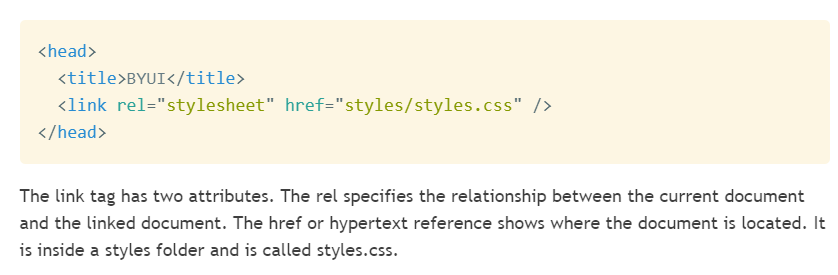 <head>
  <title>BYUI</title>
  <link rel="stylesheet" href="styles/styles.css" />
</head>
The link tag has two attributes. The rel specifies the relationship between the current document
and the linked document. The href or hypertext reference shows where the document is located. It
is inside a styles folder and is called styles.css.